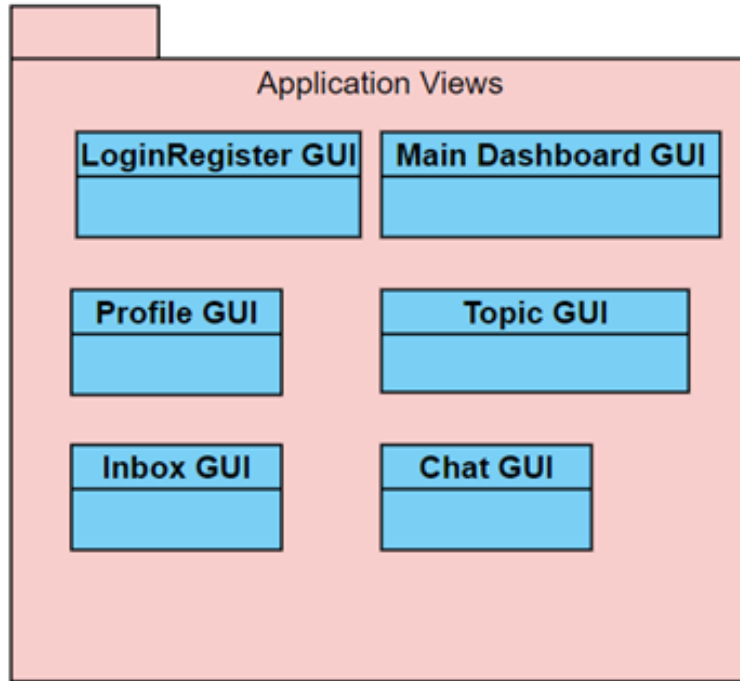 Application Views
LoginRegister GUI
Main Dashboard GUI
Profile GUI
Topic GUI
Inbox GUI
Chat GUI